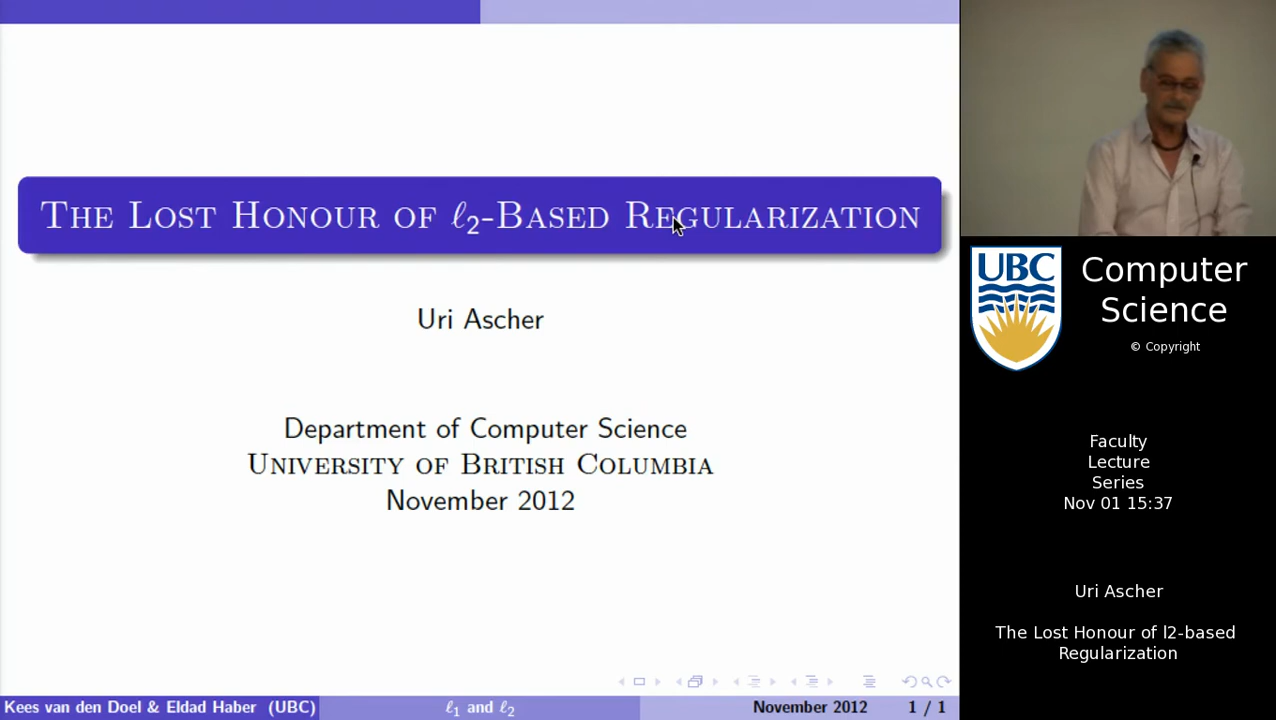 The Lost Honour of ℓ2-Based Regularization
Uri Ascher
Department of Computer Science
University of British Columbia
November 2012
Kees van den Doel & Eldad Haber (UBC)
ℓ1 and ℓ2
November 2012
1 / 1
UBC
Computer
Science
© Copyright
Faculty
Lecture
Series
Nov 01 15:37
Uri Ascher
The Lost Honour of l2-based
Regularization